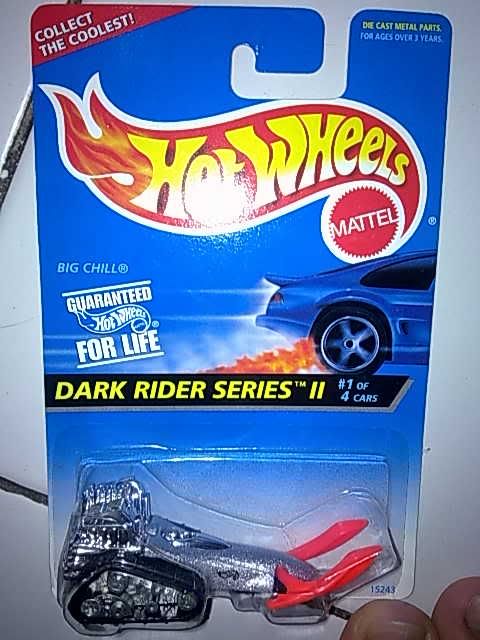 COLLECT
THE COOLEST!
DIE CAST METAL PARTS.
FOR AGES OVER 3 YEARS.
HOT WHEELS
®
MATTEL
BIG CHILL®
GUARANTEED
HOT WHEELS®
FOR LIFE
DARK RIDER SERIES™ II
#1 OF
4 CARS
15243